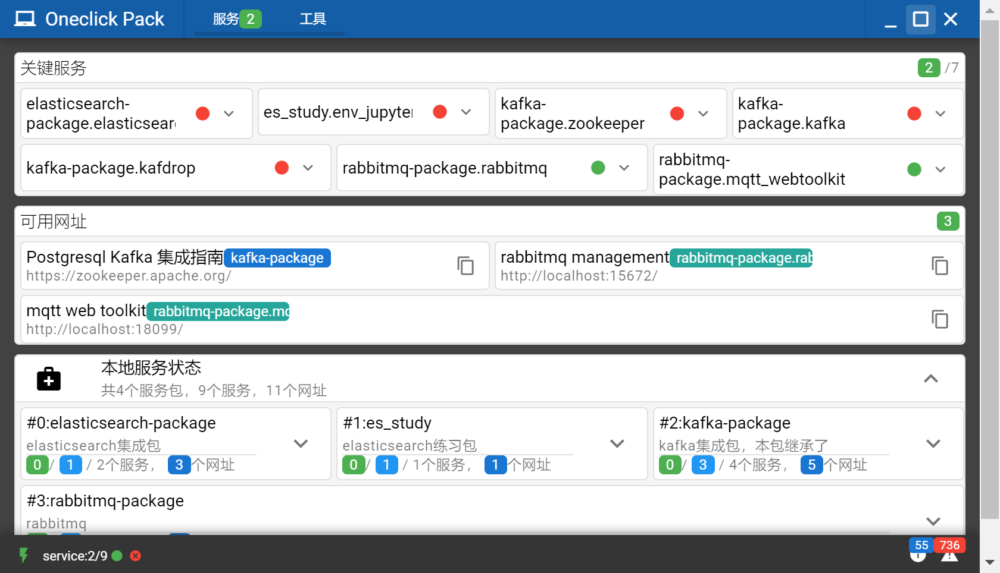 Oneclick Pack
服务 2
工具
关键服务
2 /7
elasticsearch-
package.elasticsear
es_study.env_jupyter
kafka-
package.zookeeper
kafka-
package.kafka
kafka-package.kafdrop
rabbitmq-package.rabbitmq
rabbitmq-
package.mqtt_webtoolkit
可用网址
3
Postgresql Kafka 集成指南 kafka-package
https://zookeeper.apache.org/
rabbitmq management rabbitmq-package.rab
http://localhost:15672/
mqtt web toolkit rabbitmq-package.mq
http://localhost:18099/
本地服务状态
共4个服务包，9个服务，11个网址
#0:elasticsearch-package
elasticsearch集成包
0 / 1 / 2个服务， 3 个网址
#1:es_study
elasticsearch练习包
0 / 1 / 1个服务， 1 个网址
#2:kafka-package
kafka集成包，本包继承了
0 / 3 / 4个服务， 5 个网址
#3:rabbitmq-package
rabbitmq
service:2/9
55
736